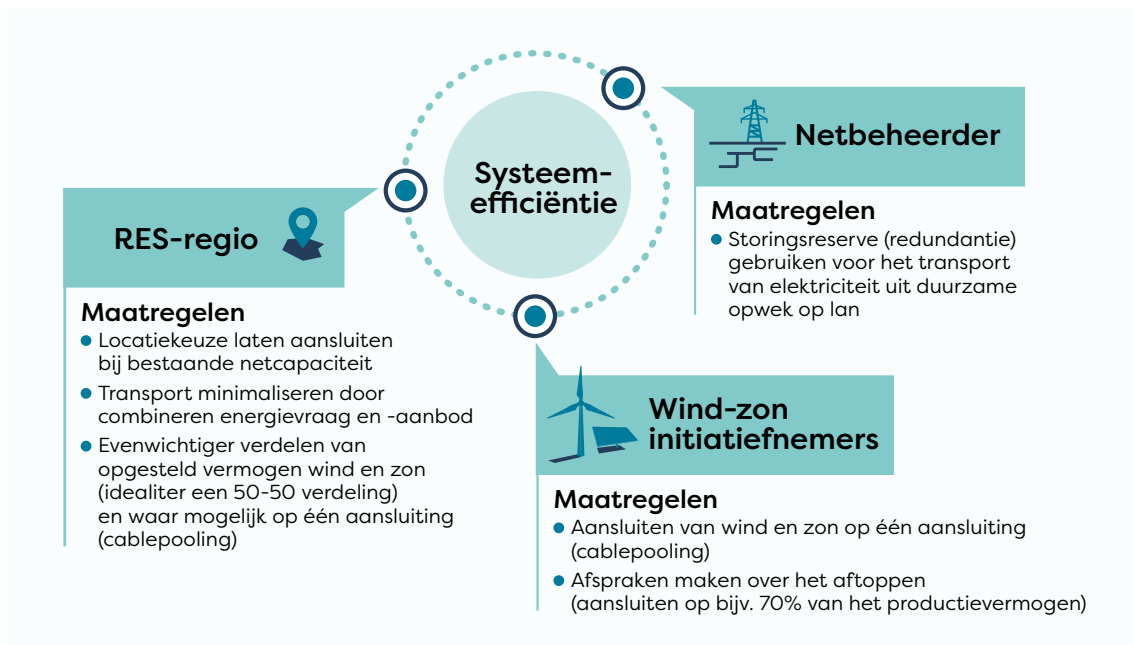 Systeem-
efficiëntie
Netbeheerder
Maatregelen
Storingsreserve (redundantie)
gebruiken voor het transport
van elektriciteit uit duurzame
opwek op lan
RES-regio
Maatregelen
Locatiekeuze laten aansluiten
bij bestaande netcapaciteit
Transport minimaliseren door
combineren energievraag en -aanbod
Evenwichtiger verdelen van
opgesteld vermogen wind en zon
(idealiter een 50-50 verdeling)
en waar mogelijk op één aansluiting
(cablepooling)
Wind-zon
initiatiefnemers
Maatregelen
Aansluiten van wind en zon op één aansluiting
(cablepooling)
Afspraken maken over het aftoppen
(aansluiten op bijv. 70% van het productievermogen)